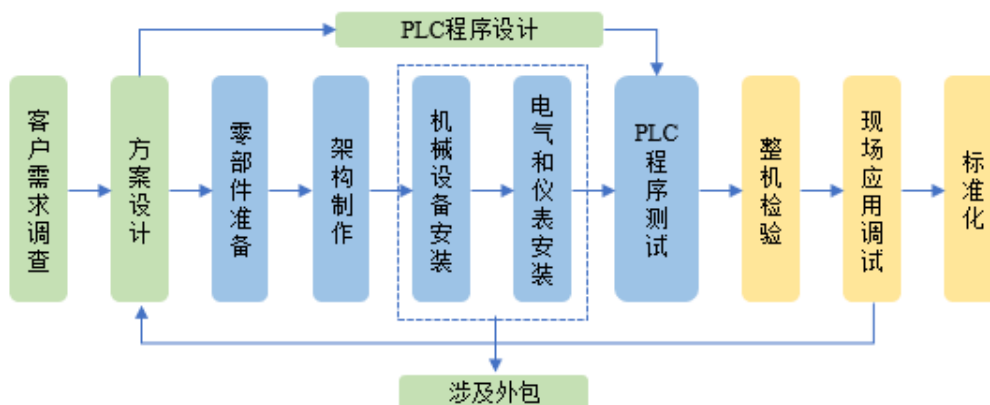 PLC程序设计
客户需求调查
方案设计
零部件准备
架构制作
机械设备安装
电气和仪表安装
PLC程序测试
整机检验
现场应用调试
标准化
涉及外包